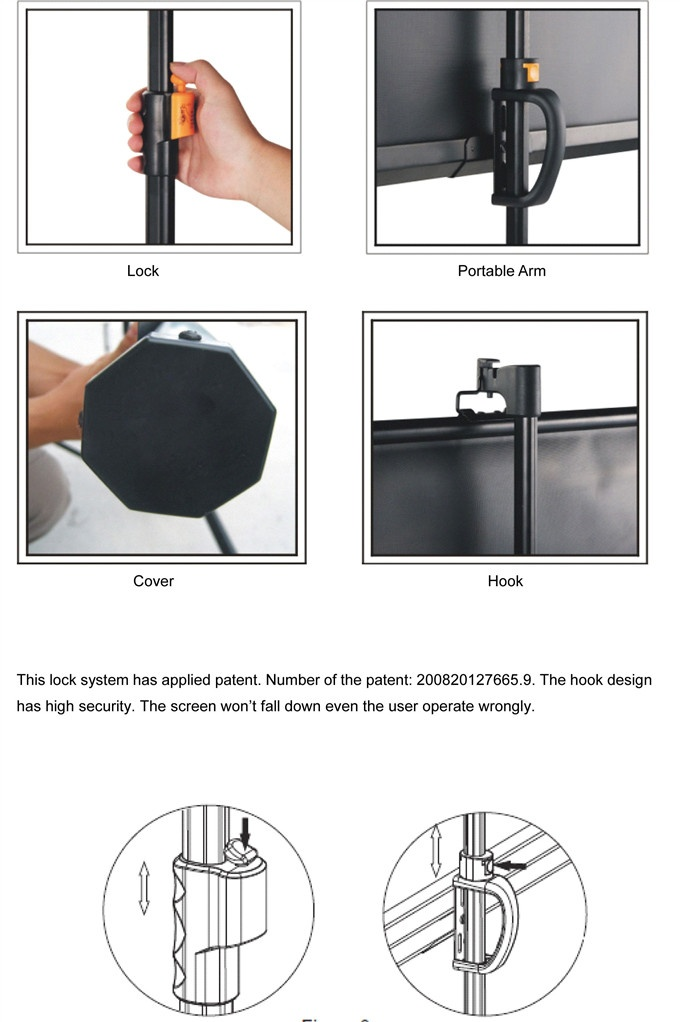 Lock
Portable Arm
Cover
Hook
This lock system has applied patent. Number of the patent: 200820127665.9. The hook design
has high security. The screen won’t fall down even the user operate wrongly.